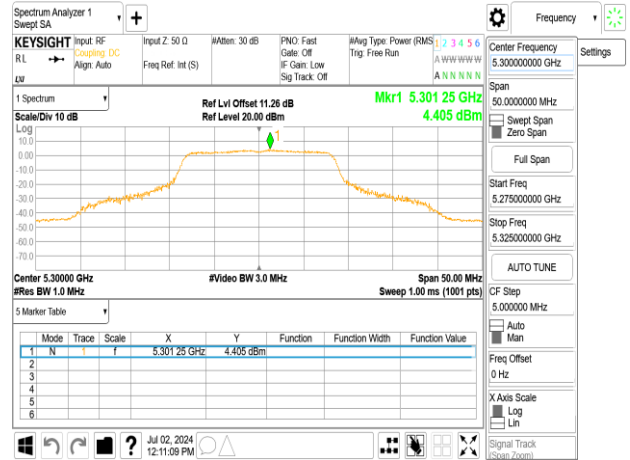 Spectrum Analyzer 1
Swept SA
Frequency
KEYSIGHT
RL
Input: RF
Coupling: DC
Align: Auto
Input Z: 50 Ω
Freq Ref: Int (S)
#Atten: 30 dB
PNO: Fast
Gate: Off
IF Gain: Low
Sig Track: Off
#Avg Type: Power (RMS
Trig: Free Run
1 2 3 4 5 6
A W W W W W
A N N N N N
Settings
Center Frequency
5.300000000 GHz
Span
50.0000000 MHz
Swept Span
Zero Span
Full Span
Start Freq
5.275000000 GHz
Stop Freq
5.325000000 GHz
AUTO TUNE
CF Step
5.000000 MHz
Auto
Man
Freq Offset
0 Hz
X Axis Scale
Log
Lin
Signal Track
(Span Zoom)
1 Spectrum
Scale/Div 10 dB
Ref Lvl Offset 11.26 dB
Ref Level 20.00 dBm
Mkr1 5.301 25 GHz
4.405 dBm
Log
10.0
0.00
-10.0
-20.0
-30.0
-40.0
-50.0
-60.0
-70.0
1
Center 5.30000 GHz
#Res BW 1.0 MHz
#Video BW 3.0 MHz
Span 50.00 MHz
Sweep 1.00 ms (1001 pts)
5 Marker Table
Mode Trace Scale X Y Function Function Width Function Value
1 N 1 f 5.301 25 GHz 4.405 dBm
2
3
4
5
6
?
Jul 02, 2024
12:11:09 PM